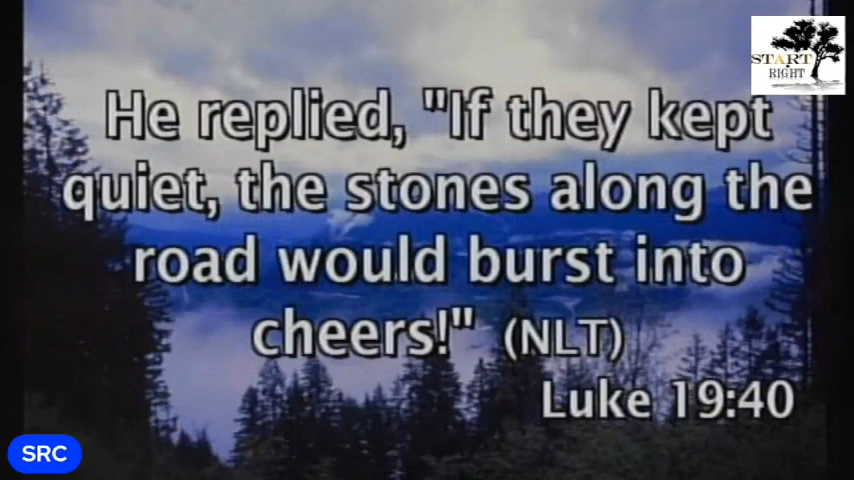 START
RIGHT
He replied, "If they kept
quiet, the stones along the
road would burst into
cheers!" (NLT)
Luke 19:40
SRC